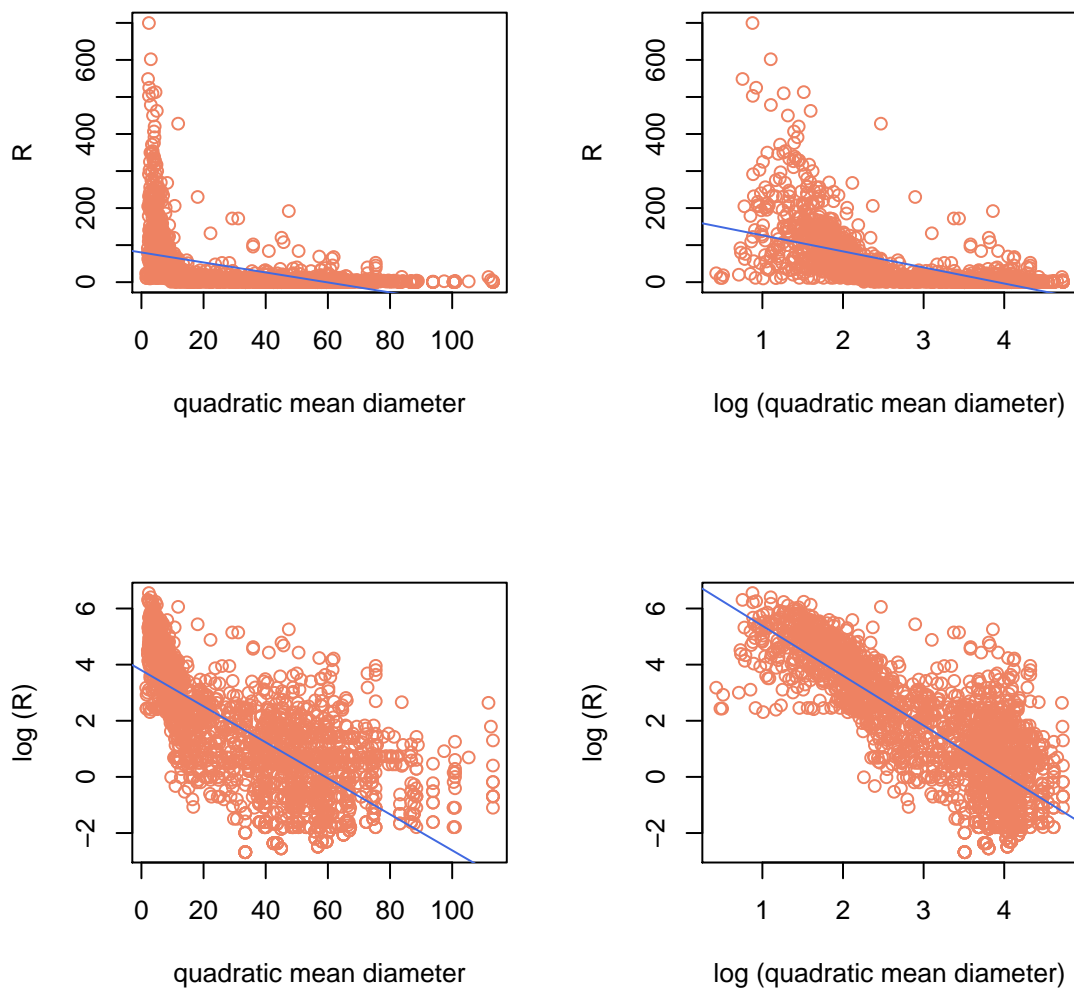 R
0 200 400 600
0 20 40 60 80 100
quadratic mean diameter
R
0 200 400 600
1 2 3 4
log (quadratic mean diameter)
log (R)
−2 0 2 4 6
0 20 40 60 80 100
quadratic mean diameter
log (R)
−2 0 2 4 6
1 2 3 4
log (quadratic mean diameter)